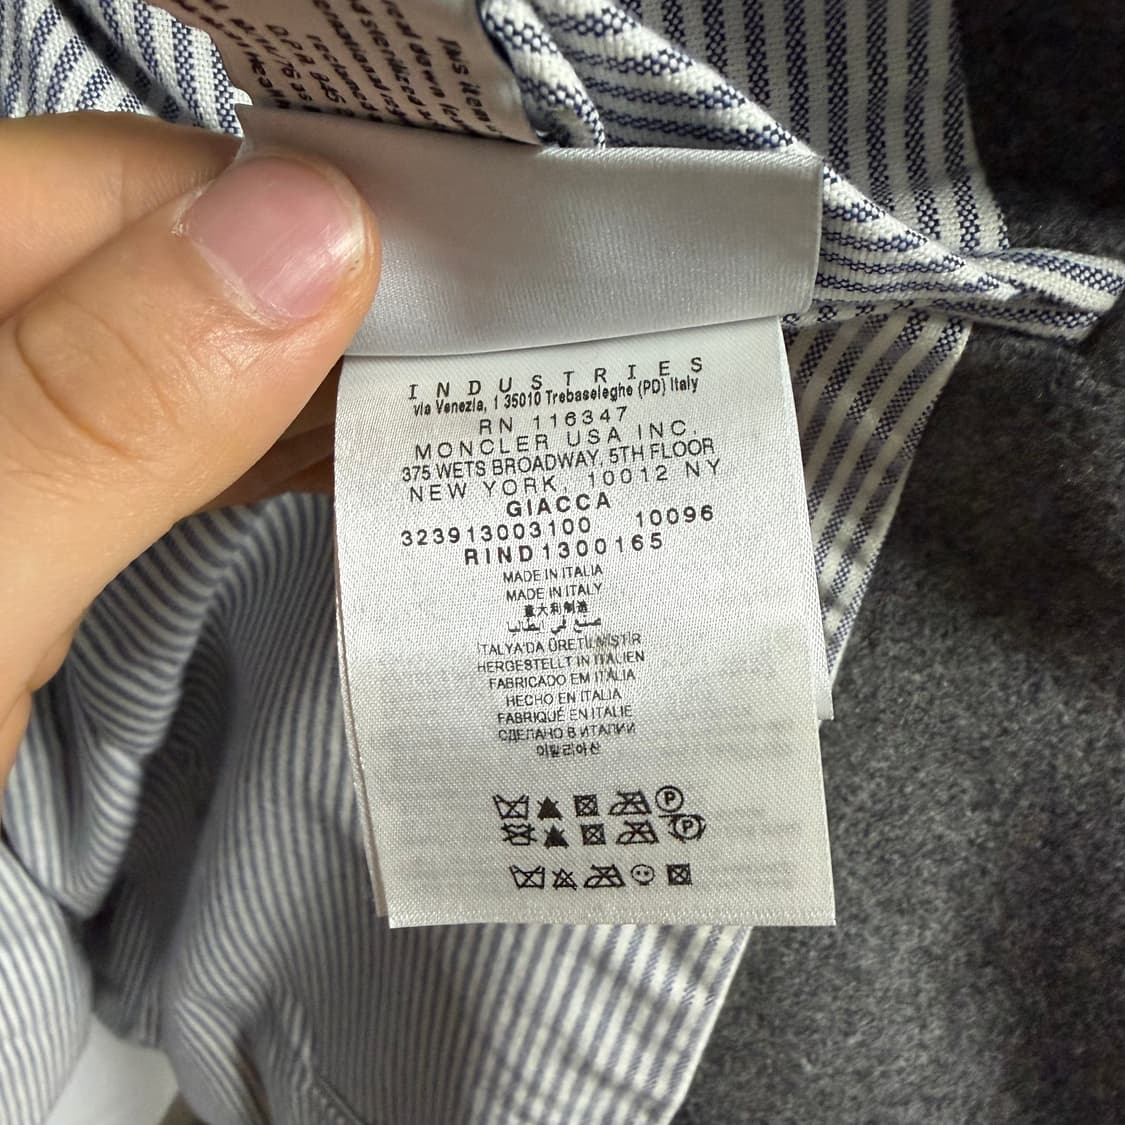 INDUSTRIES
via Venezia, 1 35010 Trebaseleghe (PD) Italy
RN 116347
MONCLER USA INC.
375 WETS BROADWAY, 5TH FLOOR
NEW YORK, 10012 NY
GIACCA
323913003100 10096
RIND1300165
MADE IN ITALIA
MADE IN ITALY
意大利制造
صنع في إيطاليا
İTALYA'DA ÜRETİLMİŞTİR
HERGESTELLT IN ITALIEN
FABRICADO EM ITÁLIA
HECHO EN ITALIA
FABRIQUÉ EN ITALIE
СДЕЛАНО В ИТАЛИИ
이탈리아산
P
P